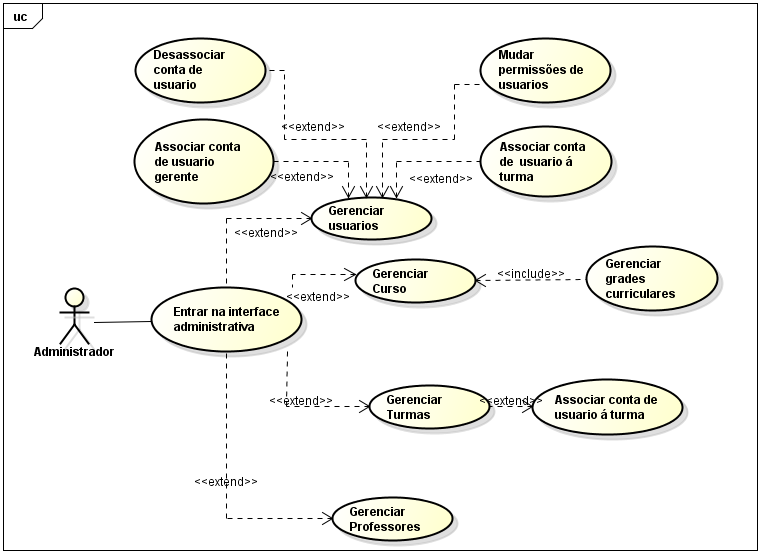 uc
Desassociar
conta de
usuario
Mudar
permissões de
usuarios
<<extend>>
<<extend>>
Associar conta
de usuario
gerente
Associar conta
de usuario á
turma
<<extend>>
<<extend>>
Gerenciar
usuarios
<<extend>>
Gerenciar
Curso
<<include>>
Gerenciar
grades
curriculares
<<extend>>
Entrar na interface
administrativa
Administrador
Gerenciar
Turmas
<<extend>>
<<extend>>
Associar conta de
usuario á turma
<<extend>>
Gerenciar
Professores